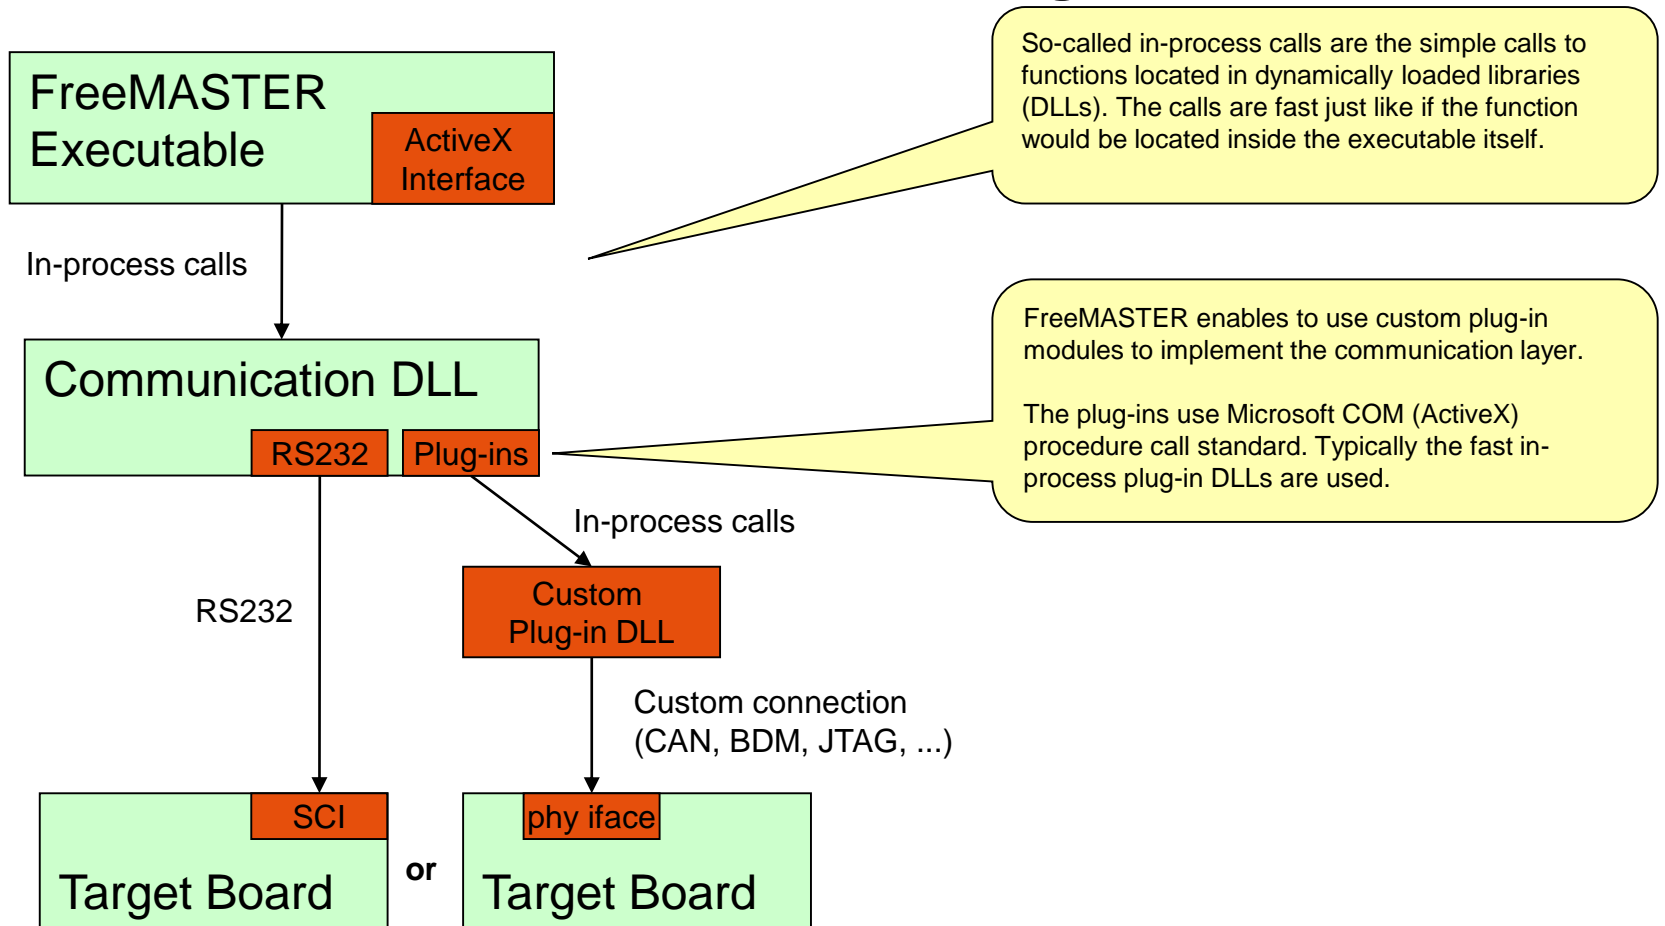 FreeMASTER
Executable
ActiveX
Interface
So-called in-process calls are the simple calls to
functions located in dynamically loaded libraries
(DLLs). The calls are fast just like if the function
would be located inside the executable itself.
In-process calls
Communication DLL
RS232
Plug-ins
FreeMASTER enables to use custom plug-in
modules to implement the communication layer.
The plug-ins use Microsoft COM (ActiveX)
procedure call standard. Typically the fast in-
process plug-in DLLs are used.
In-process calls
RS232
Custom
Plug-in DLL
Custom connection
(CAN, BDM, JTAG, ...)
SCI
Target Board
or
phy iface
Target Board